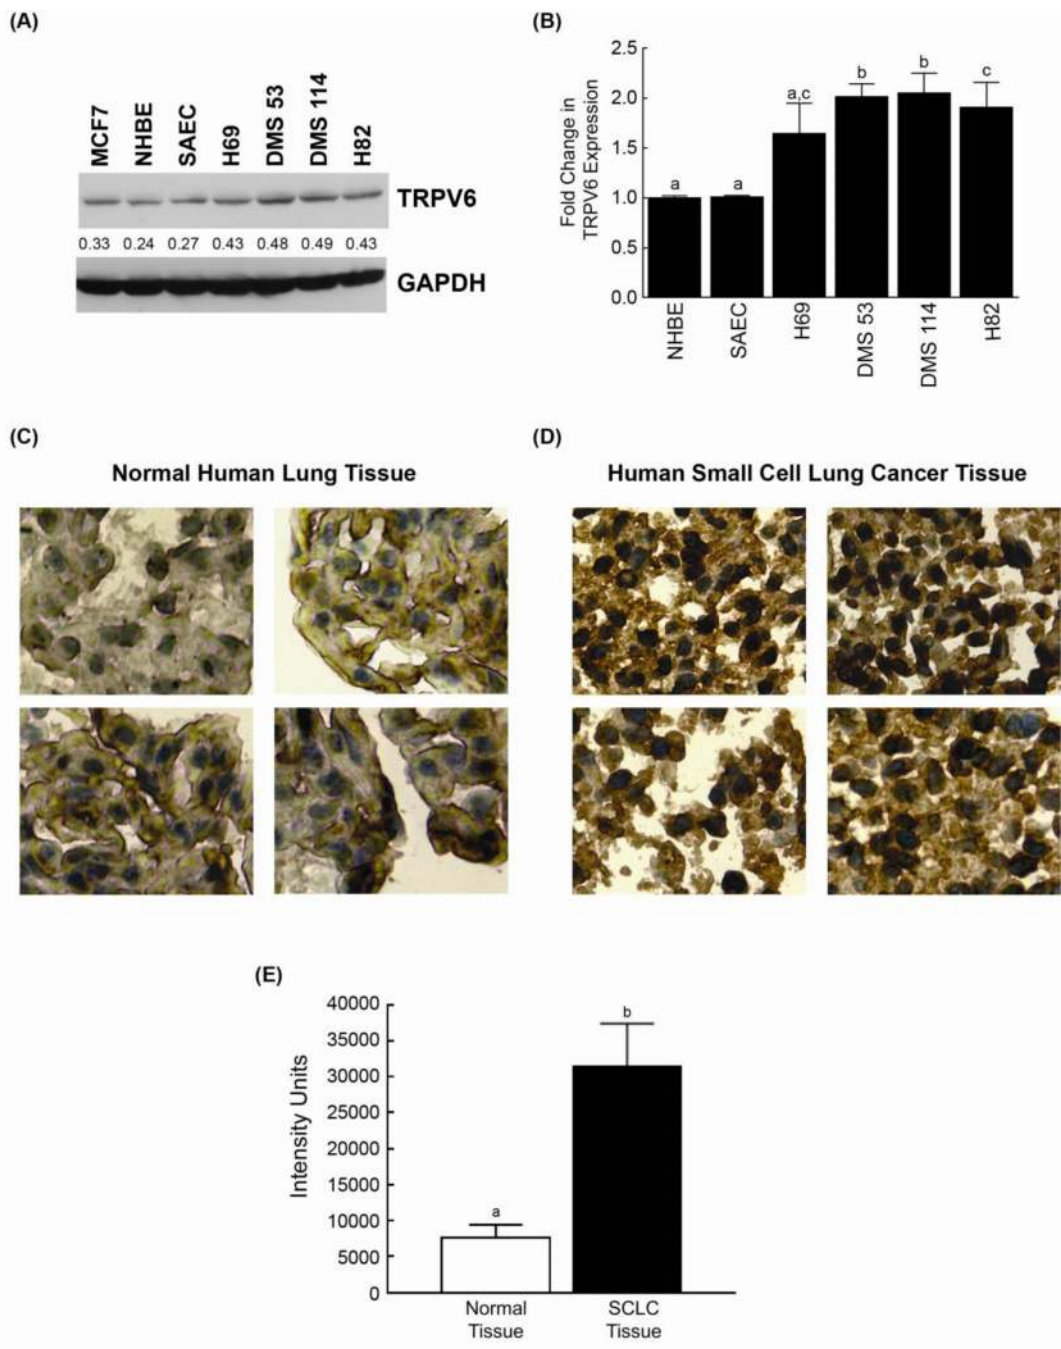 (A)
MCF7
NHBE
SAEC
H69
DMS 53
DMS 114
H82
TRPV6
0.33 0.24 0.27 0.43 0.48 0.49 0.43
GAPDH
(B)
Fold Change in
TRPV6 Expression
2.5
2.0
1.5
1.0
0.5
0.0
a
a
a,c
b
b
c
NHBE
SAEC
H69
DMS 53
DMS 114
H82
(C)
Normal Human Lung Tissue
(D)
Human Small Cell Lung Cancer Tissue
(E)
Intensity Units
40000
35000
30000
25000
20000
15000
10000
5000
0
a
b
Normal
Tissue
SCLC
Tissue